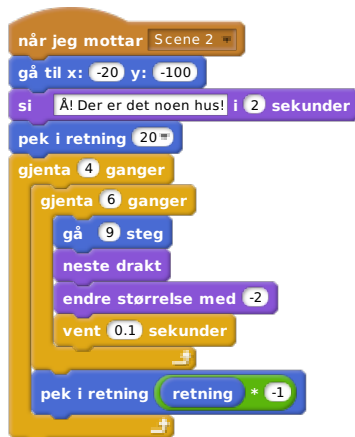 når jeg mottar Scene 2
gå til x: -20 y: -100
si Å! Der er det noen hus! i 2 sekunder
pek i retning 20
gjenta 4 ganger
gjenta 6 ganger
gå 9 steg
neste drakt
endre størrelse med -2
vent 0.1 sekunder
pek i retning retning * -1